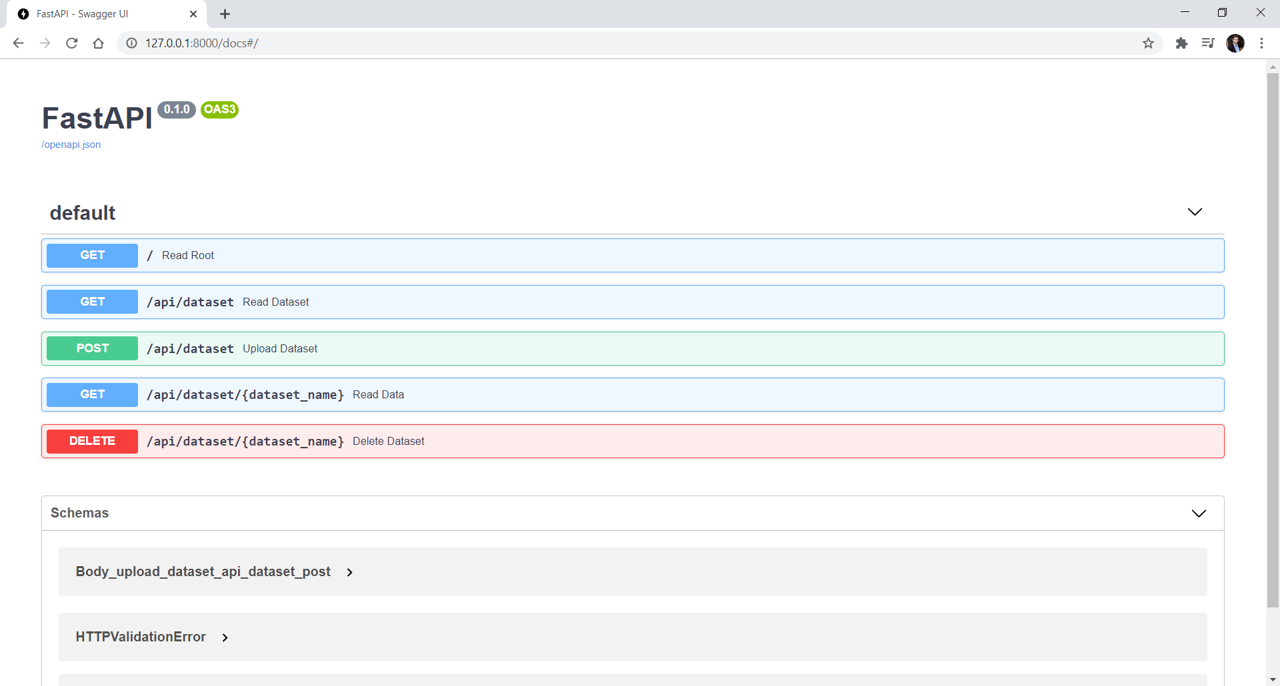 FastAPI - Swagger UI
127.0.0.1:8000/docs#/
FastAPI 0.1.0 OAS3
/openapi.json
default
GET / Read Root
GET /api/dataset Read Dataset
POST /api/dataset Upload Dataset
GET /api/dataset/{dataset_name} Read Data
DELETE /api/dataset/{dataset_name} Delete Dataset
Schemas
Body_upload_dataset_api_dataset_post
HTTPValidationError